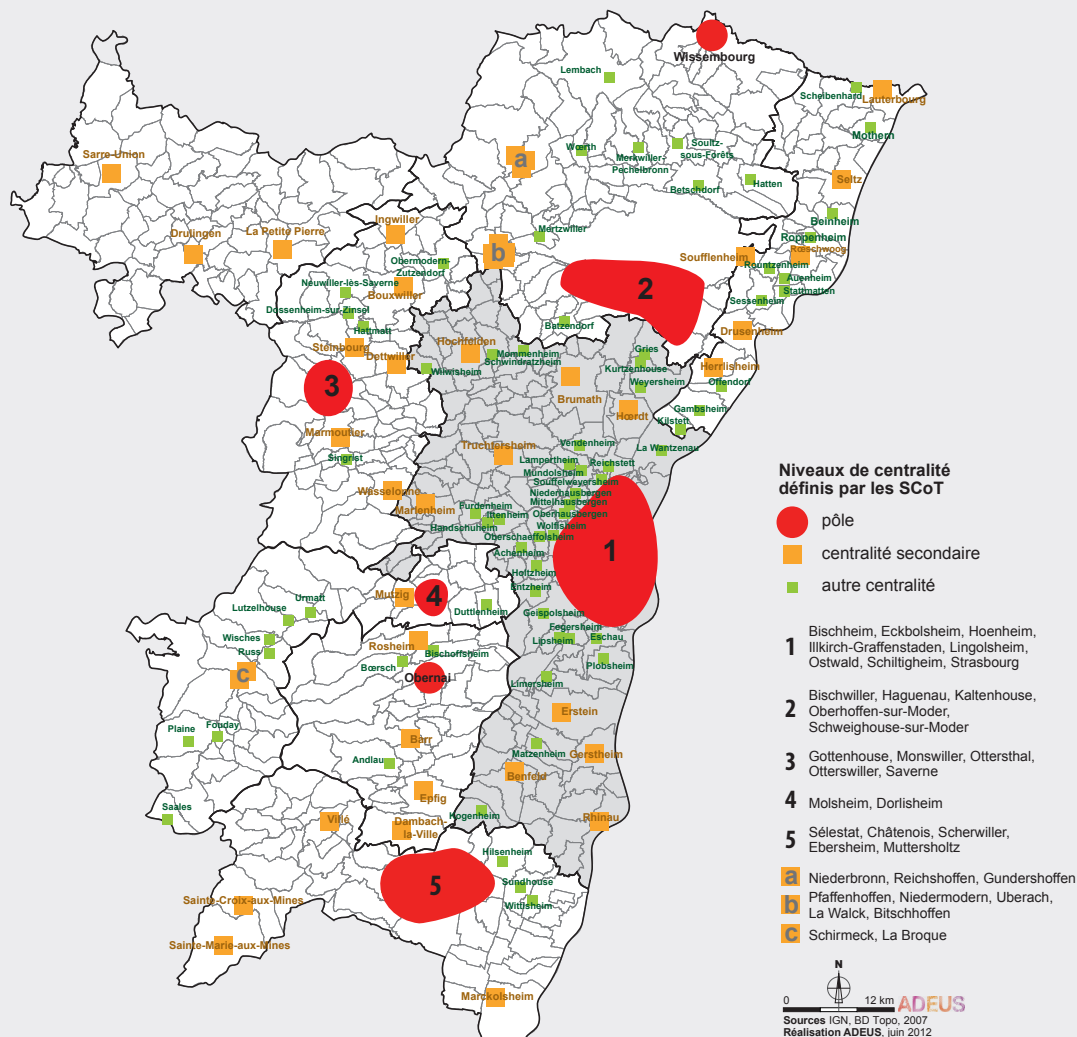 Wissembourg
Lembach
Scheibenhard
Lauterbourg
Mothern
Sarre-Union
a
Wœrth
Merkwiller-
Pechelbronn
Soultz-
sous-Forêts
Betschdorf
Hatten
Seltz
Beinheim
Roppenheim
Rœschwoog
Drulingen
La Petite Pierre
Ingwiller
Mertzwiller
b
Obermodern-
Zutzendorf
Soufflenheim
Rountzenheim
Auenheim
Stattmatten
Sessenheim
Neuwiller-lès-Saverne
Bouxwiller
2
Dossenheim-sur-Zinsel
Hattmatt
Batzendorf
Drusenheim
Steinbourg
Dettwiller
Hochfelden
Mommenheim
Schwindratzheim
Wilwisheim
Gries
Kurtzenhouse
Weyersheim
Herrlisheim
Offendorf
3
Brumath
Hœrdt
Gambsheim
Kilstett
Marmoutier
Singrist
Truchtersheim
Vendenheim
La Wantzenau
Lampertheim
Reichstett
Mundolsheim
Souffelweyersheim
Niederhausbergen
Mittelhausbergen
Oberhausbergen
Wasselonne
Marlenheim
Furdenheim
Ittenheim
Handschuheim
Wolfisheim
Oberschaeffolsheim
Achenheim
1
Holtzheim
Entzheim
Mutzig
4
Duttlenheim
Geispolsheim
Urmatt
Lutzelhouse
Wisches
Russ
Rosheim
Bischoffsheim
Bœrsch
Obernai
Fegersheim
Lipsheim
Eschau
Plobsheim
Limersheim
c
Erstein
Plaine
Fouday
Barr
Andlau
Matzenheim
Gerstheim
Benfeld
Epfig
Saales
Villé
Dambach-
la-Ville
Kogenheim
Rhinau
Hilsenheim
5
Sundhouse
Wittisheim
Sainte-Croix-aux-Mines
Sainte-Marie-aux-Mines
Marckolsheim
Niveaux de centralité
définis par les SCoT
pôle
centralité secondaire
autre centralité
1 Bischheim, Eckbolsheim, Hoenheim,
Illkirch-Graffenstaden, Lingolsheim,
Ostwald, Schiltigheim, Strasbourg
2 Bischwiller, Haguenau, Kaltenhouse,
Oberhoffen-sur-Moder,
Schweighouse-sur-Moder
3 Gottenhouse, Monswiller, Ottersthal,
Otterswiller, Saverne
4 Molsheim, Dorlisheim
5 Sélestat, Châtenois, Scherwiller,
Ebersheim, Muttersholtz
a Niederbronn, Reichshoffen, Gundershoffen
b Pfaffenhoffen, Niedermodern, Uberach,
La Walck, Bitschhoffen
c Schirmeck, La Broque
N
0 12 km ADEUS
Sources IGN, BD Topo, 2007
Réalisation ADEUS, juin 2012